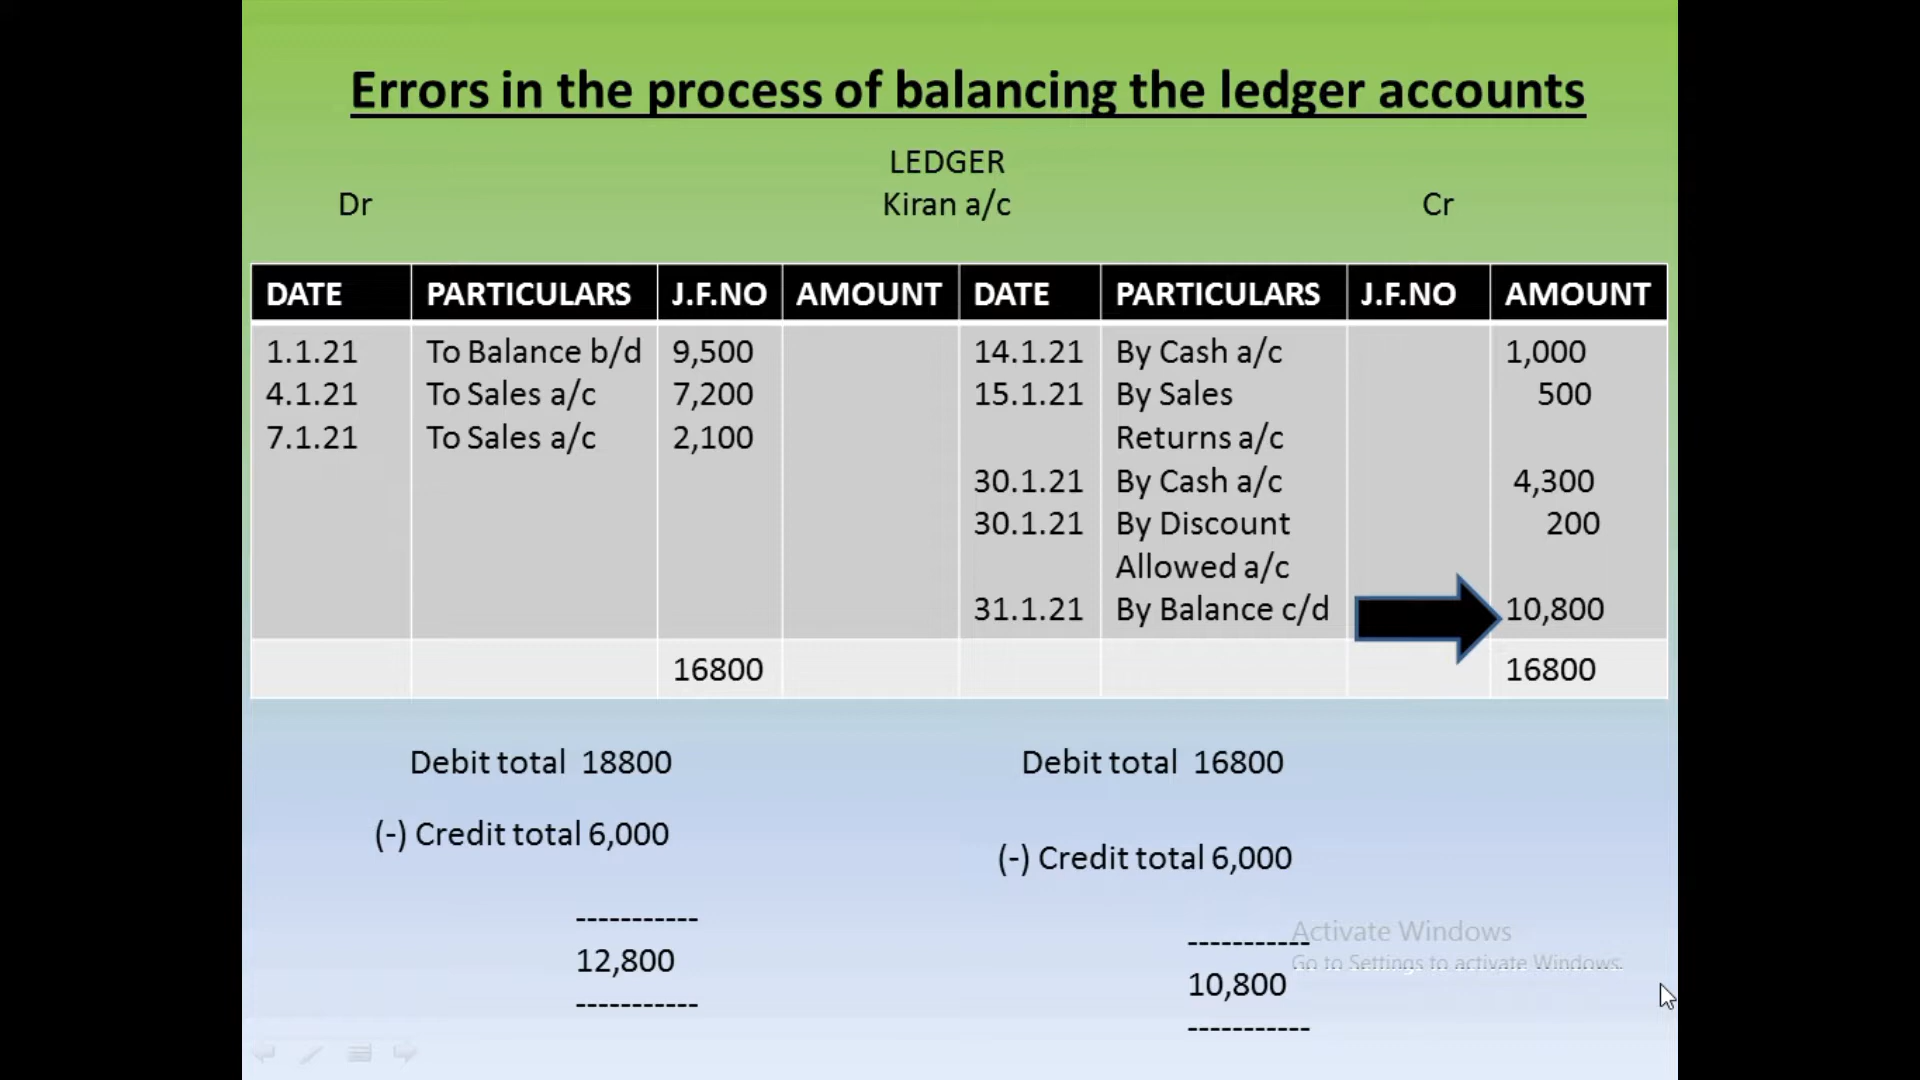 Errors in the process of balancing the ledger accounts
LEDGER
Dr Kiran a/c Cr
DATE PARTICULARS J.F.NO AMOUNT DATE PARTICULARS J.F.NO AMOUNT
1.1.21 To Balance b/d 9,500 14.1.21 By Cash a/c 1,000
4.1.21 To Sales a/c 7,200 15.1.21 By Sales 500
7.1.21 To Sales a/c 2,100 Returns a/c
30.1.21 By Cash a/c 4,300
30.1.21 By Discount 200
Allowed a/c
31.1.21 By Balance c/d 10,800
16800 16800
Debit total 18800 Debit total 16800
(-) Credit total 6,000
(-) Credit total 6,000
-----------
Activate Windows
-----------
12,800
Go to Settings to activate Windows.
10,800
-----------
-----------